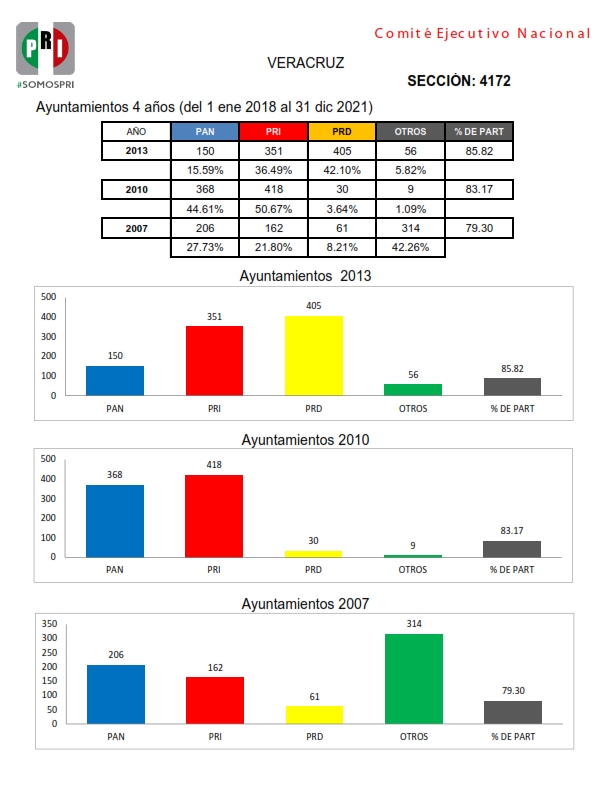 Comité Ejecutivo Nacional
PRI
#SOMOSPRI
VERACRUZ
SECCIÓN: 4172
Ayuntamientos 4 años (del 1 ene 2018 al 31 dic 2021)
AÑO PAN PRI PRD OTROS % DE PART
2013 150 351 405 56 85.82
15.59% 36.49% 42.10% 5.82%
2010 368 418 30 9 83.17
44.61% 50.67% 3.64% 1.09%
2007 206 162 61 314 79.30
27.73% 21.80% 8.21% 42.26%
Ayuntamientos 2013
500
400
300
200
100
0
150 351 405 56 85.82
PAN PRI PRD OTROS % DE PART
Ayuntamientos 2010
500
400
300
200
100
0
368 418 30 9 83.17
PAN PRI PRD OTROS % DE PART
Ayuntamientos 2007
350
300
250
200
150
100
50
0
206 162 61 314 79.30
PAN PRI PRD OTROS % DE PART